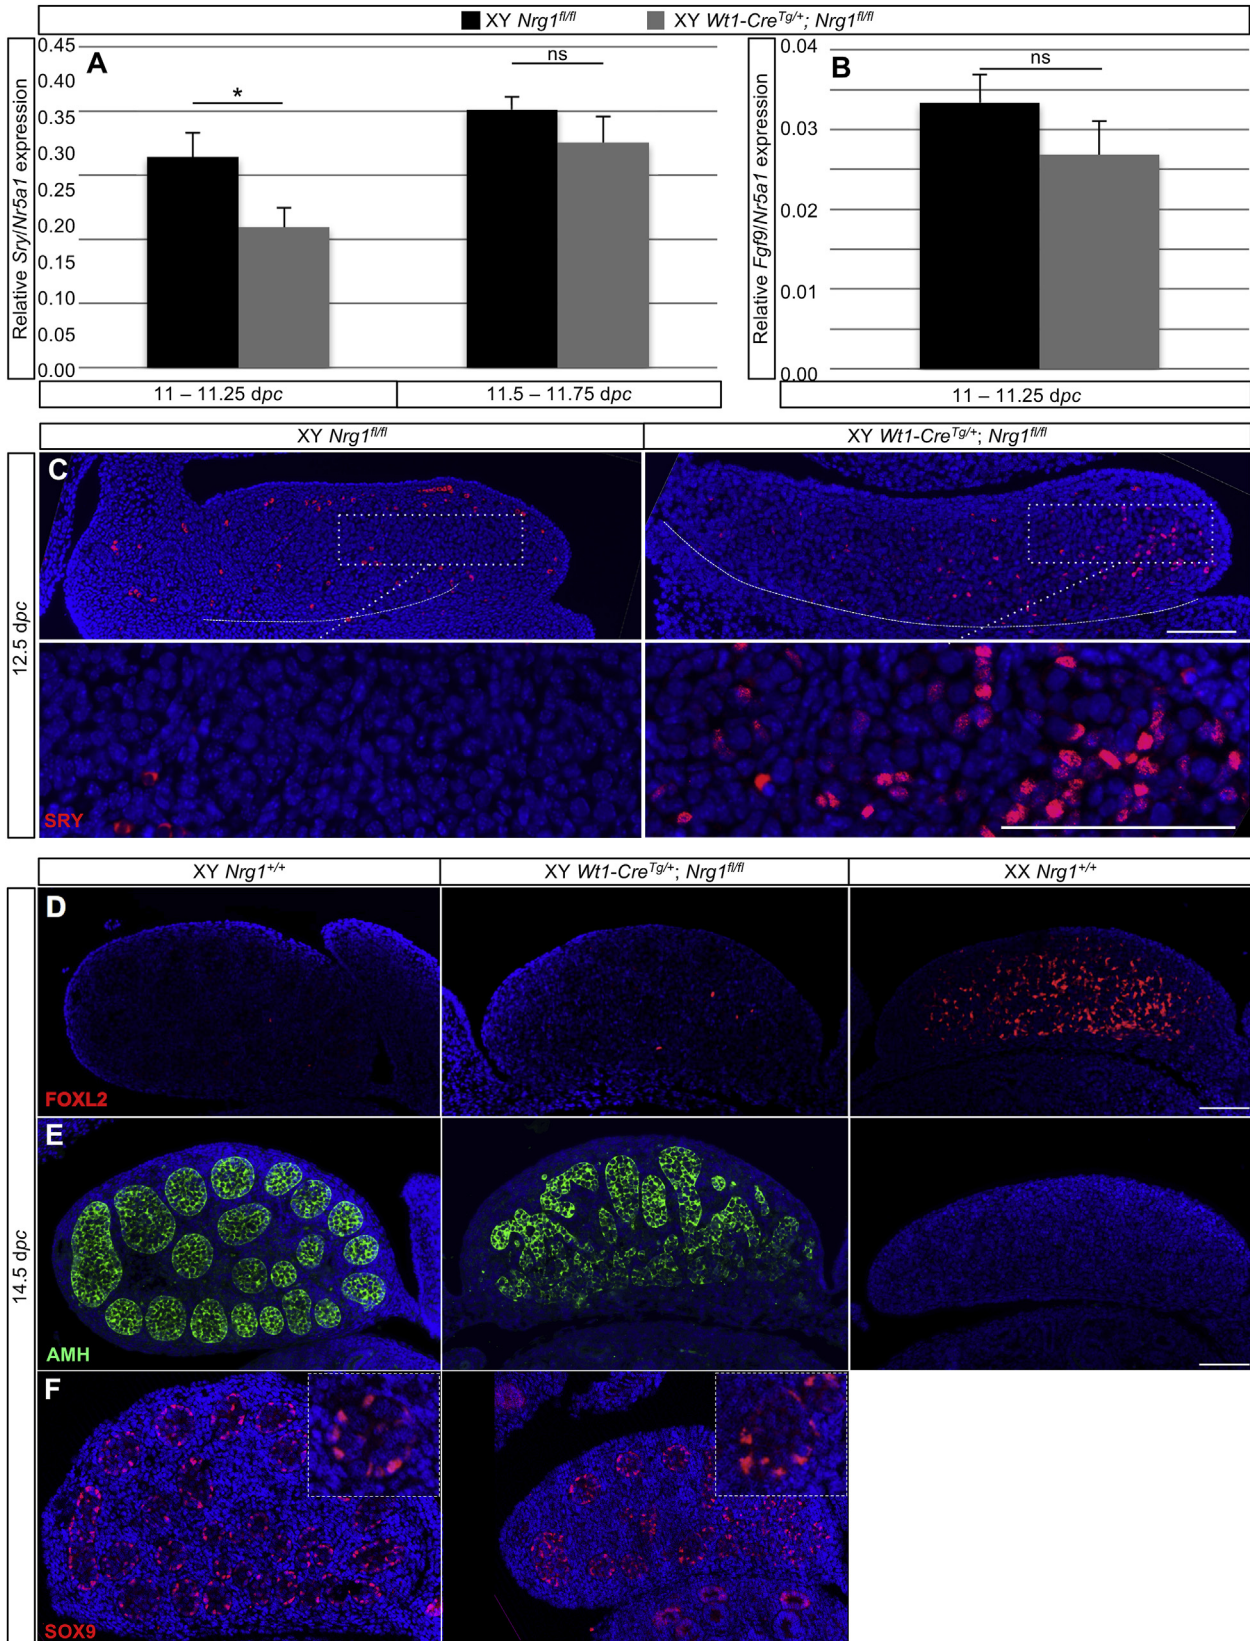 XY Nrg1fl/fl XY Wt1-CreTg/+; Nrg1fl/fl
A
Relative Sry/Nr5a1 expression
0.45
0.40
0.35
0.30
0.25
0.20
0.15
0.10
0.05
0.00
*
ns
11 – 11.25 dpc
11.5 – 11.75 dpc
B
Relative Fgf9/Nr5a1 expression
0.04
0.03
0.02
0.01
0.00
ns
11 – 11.25 dpc
XY Nrg1fl/fl
XY Wt1-CreTg/+; Nrg1fl/fl
12.5 dpc
C
SRY
XY Nrg1+/+
XY Wt1-CreTg/+; Nrg1fl/fl
XX Nrg1+/+
14.5 dpc
D
FOXL2
E
AMH
F
SOX9